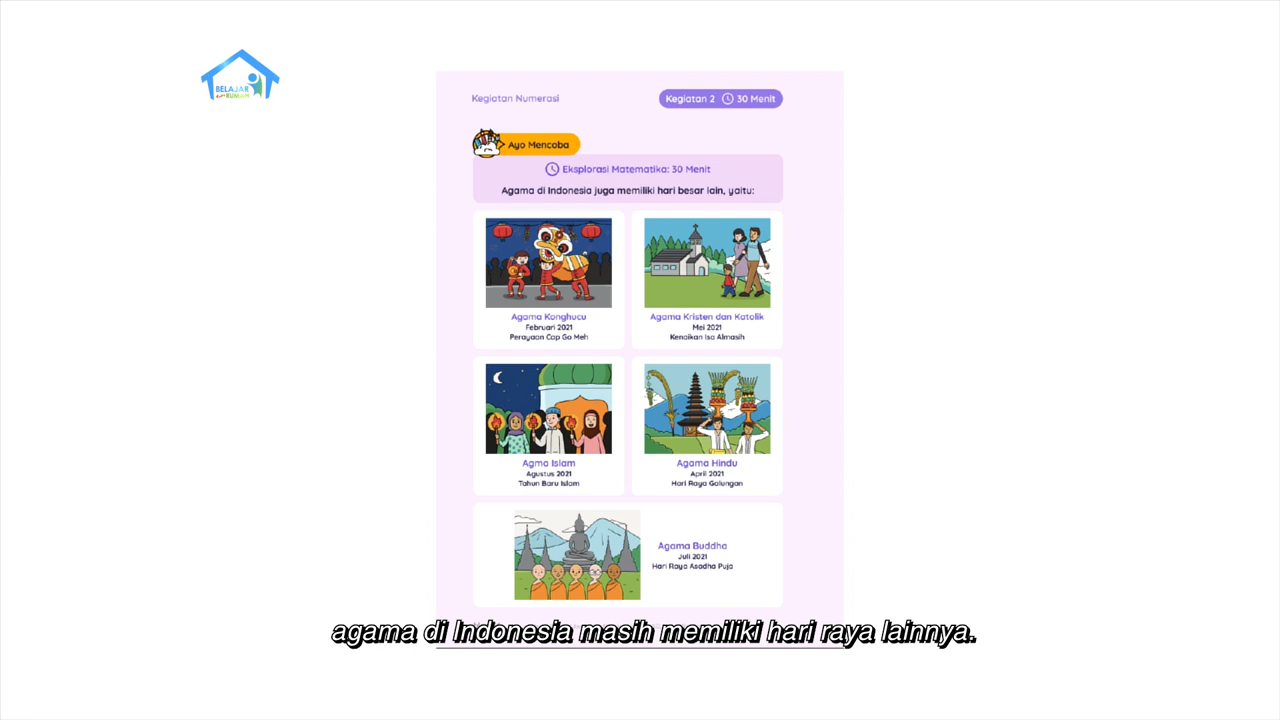 BELAJAR
dari RUMAH
Kegiatan Numerasi
Kegiatan 2 30 Menit
Ayo Mencoba
Eksplorasi Matematika: 30 Menit
Agama di Indonesia juga memiliki hari besar lain, yaitu:
Agama Konghucu
Februari 2021
Perayaan Cap Go Meh
Agama Kristen dan Katolik
Mei 2021
Kenaikan Isa Almasih
Agma Islam
Agustus 2021
Tahun Baru Islam
Agama Hindu
April 2021
Hari Raya Galungan
Agama Buddha
Juli 2021
Hari Raya Asadha Puja
agama di Indonesia masih memiliki hari raya lainnya.